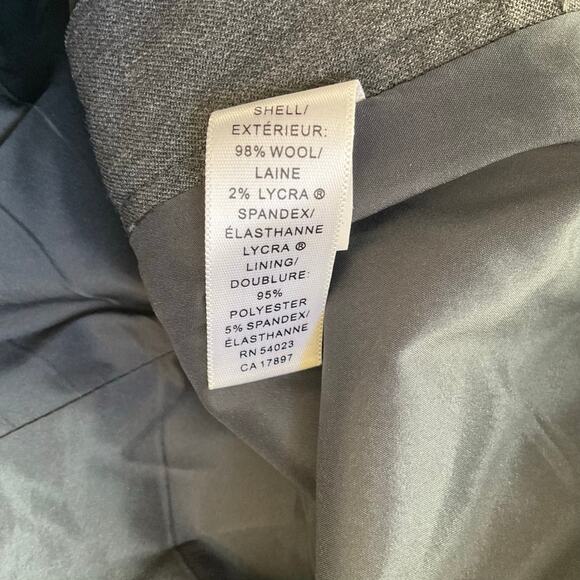 SHELL/
EXTÉRIEUR:
98% WOOL/
LAINE
2% LYCRA ®
SPANDEX/
ÉLASTHANNE
LYCRA ®
LINING/
DOUBLURE:
95%
POLYESTER
5% SPANDEX/
ÉLASTHANNE
RN 54023
CA 17897